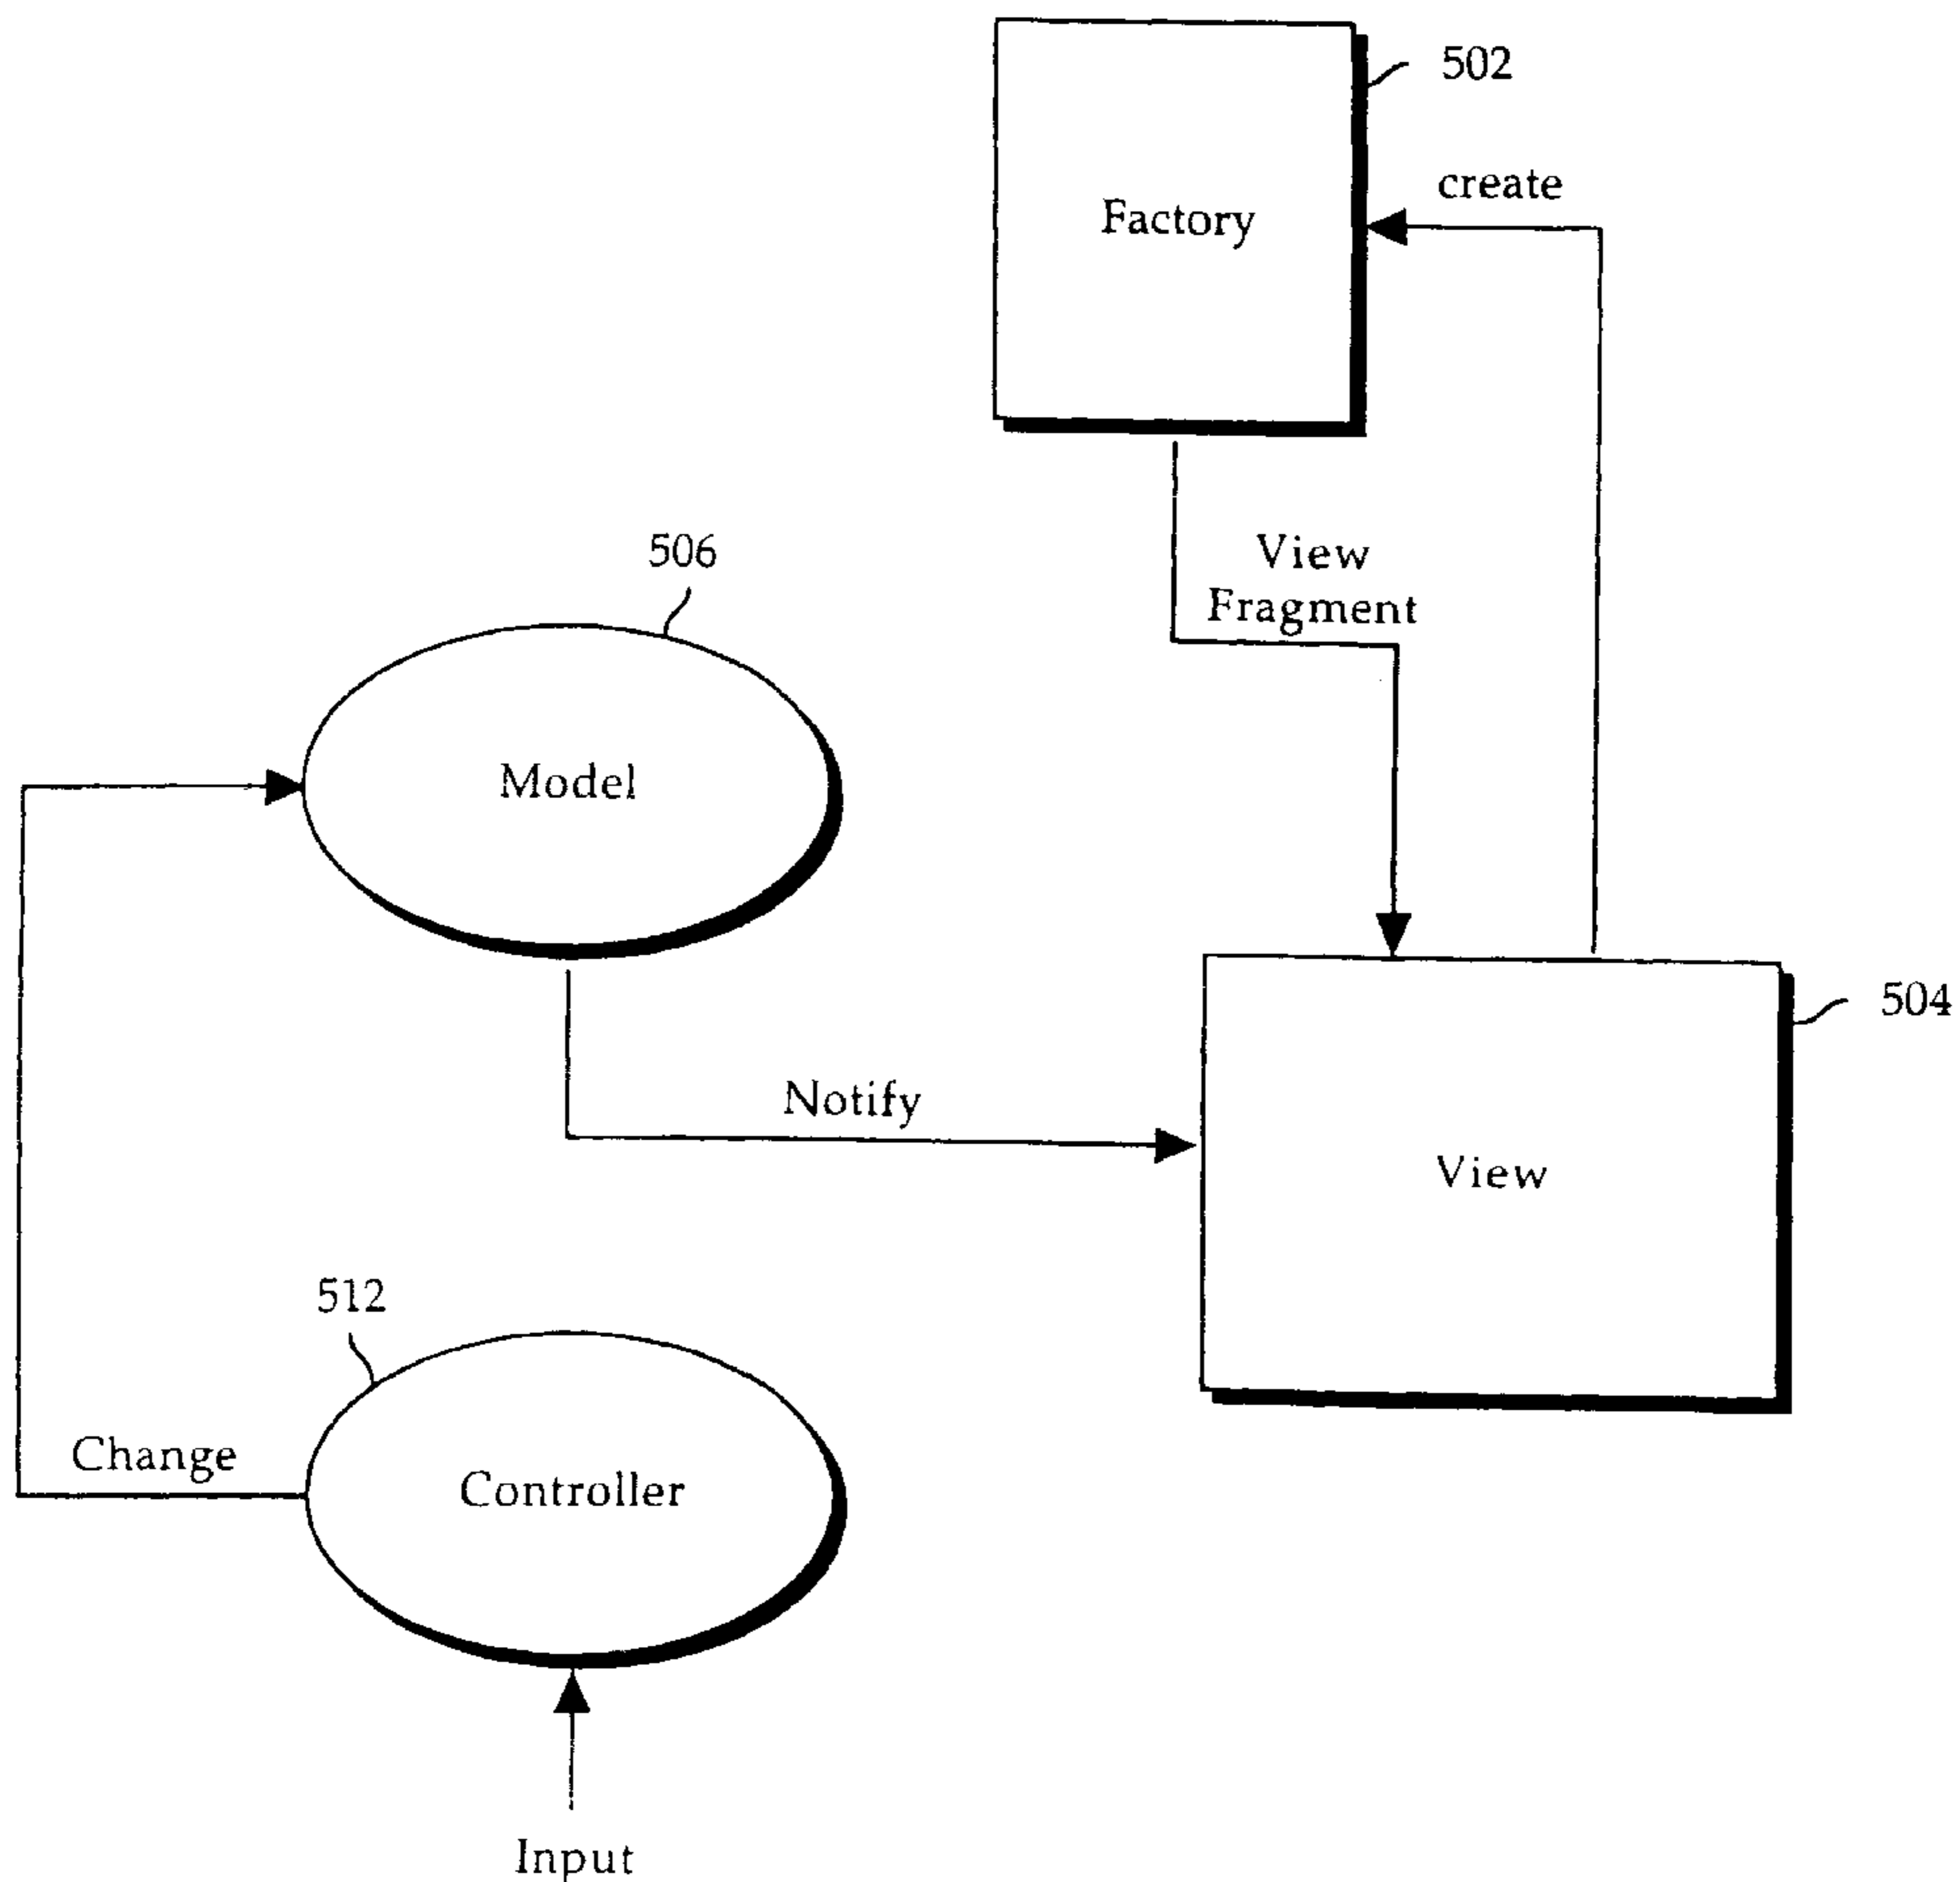 502
create
Factory
View
Fragment
506
Model
504
Notify
View
512
Change
Controller
Input